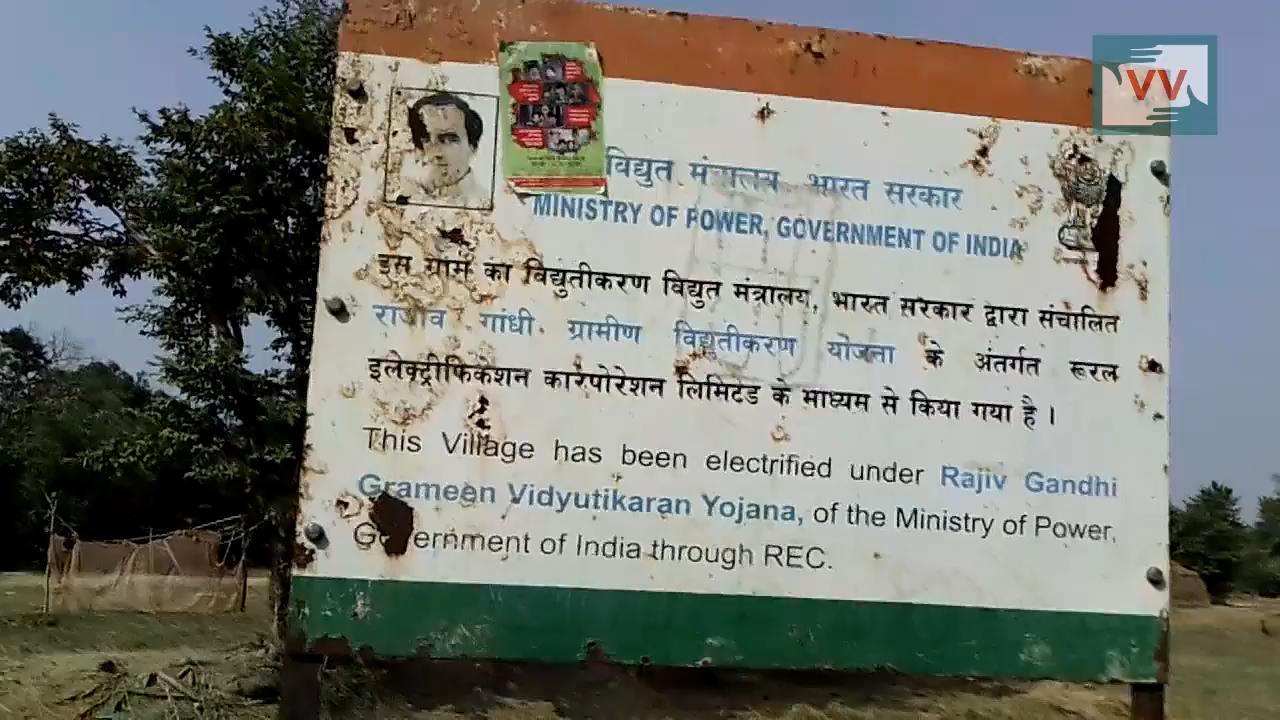 VV
विद्युत मंत्रालय, भारत सरकार
MINISTRY OF POWER, GOVERNMENT OF INDIA
इस ग्राम का विद्युतीकरण विद्युत मंत्रालय, भारत सरकार द्वारा संचालित
राजीव गांधी ग्रामीण विद्युतीकरण योजना के अंतर्गत रूरल
इलेक्ट्रीफिकेशन कारपोरेशन लिमिटेड के माध्यम से किया गया है।
This Village has been electrified under Rajiv Gandhi
Grameen Vidyutikaran Yojana, of the Ministry of Power,
Government of India through REC.